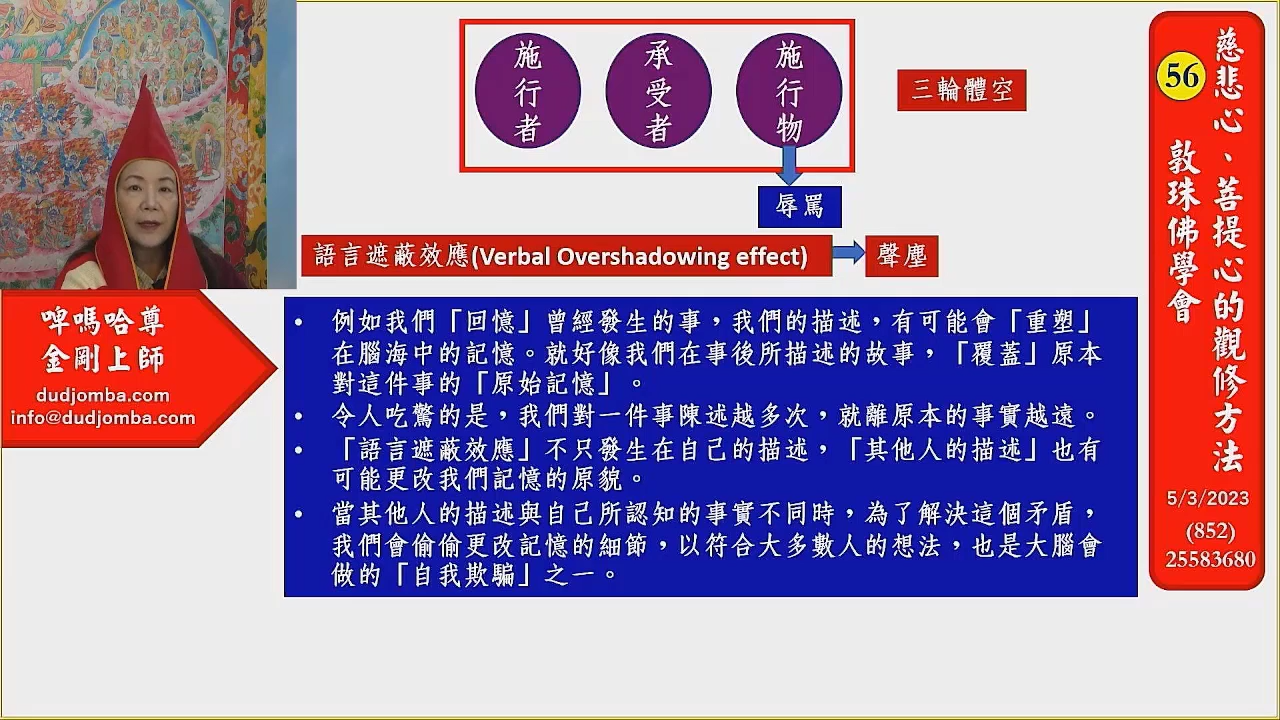 施行者
承受者
施行物
三輪體空
辱罵
語言遮蔽效應(Verbal Overshadowing effect)
聲塵
啤嗎哈尊
金剛上師
dudjomba.com
info@dudjomba.com
• 例如我們「回憶」曾經發生的事，我們的描述，有可能會「重塑」
在腦海中的記憶。就好像我們在事後所描述的故事，「覆蓋」原本
對這件事的「原始記憶」。
• 令人吃驚的是，我們對一件事陳述越多次，就離原本的事實越遠。
• 「語言遮蔽效應」不只發生在自己的描述，「其他人的描述」也有
可能更改我們記憶的原貌。
• 當其他人的描述與自己所認知的事實不同時，為了解決這個矛盾，
我們會偷偷更改記憶的細節，以符合大多數人的想法，也是大腦會
做的「自我欺騙」之一。
慈悲心、菩提心的觀修方法
56
敦珠佛學會
5/3/2023
(852)
25583680